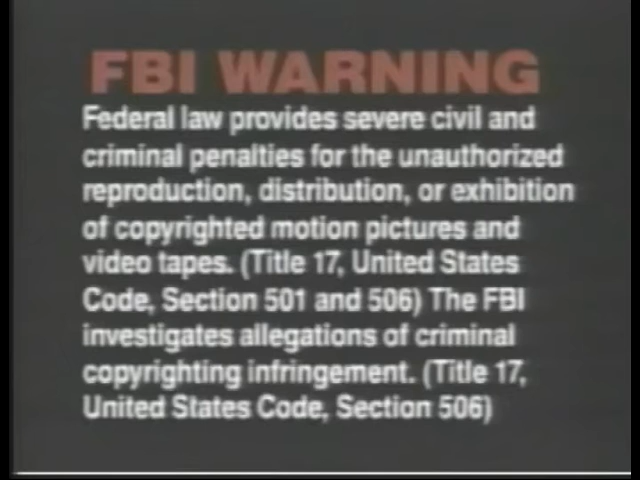 FBI WARNING
Federal law provides severe civil and
criminal penalties for the unauthorized
reproduction, distribution, or exhibition
of copyrighted motion pictures and
video tapes. (Title 17, United States
Code, Section 501 and 506) The FBI
investigates allegations of criminal
copyrighting infringement. (Title 17,
United States Code, Section 506)